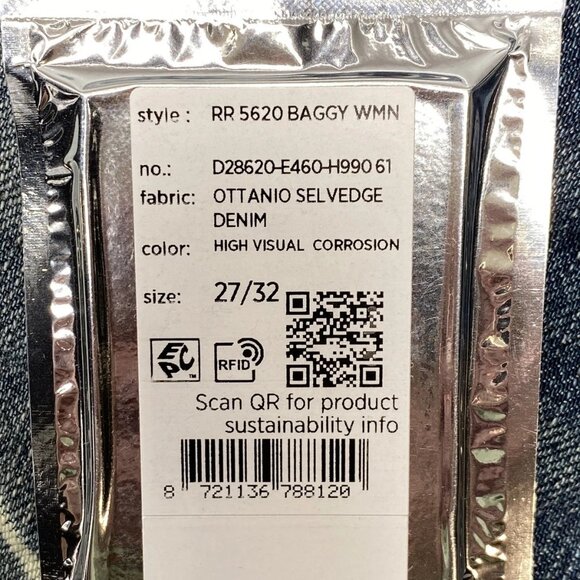 style : RR 5620 BAGGY WMN
no.: D28620-E460-H990 61
fabric: OTTANIO SELVEDGE
DENIM
color: HIGH VISUAL CORROSION
size: 27/32
EPC™
RFID
Scan QR for product
sustainability info
8 721136 788120